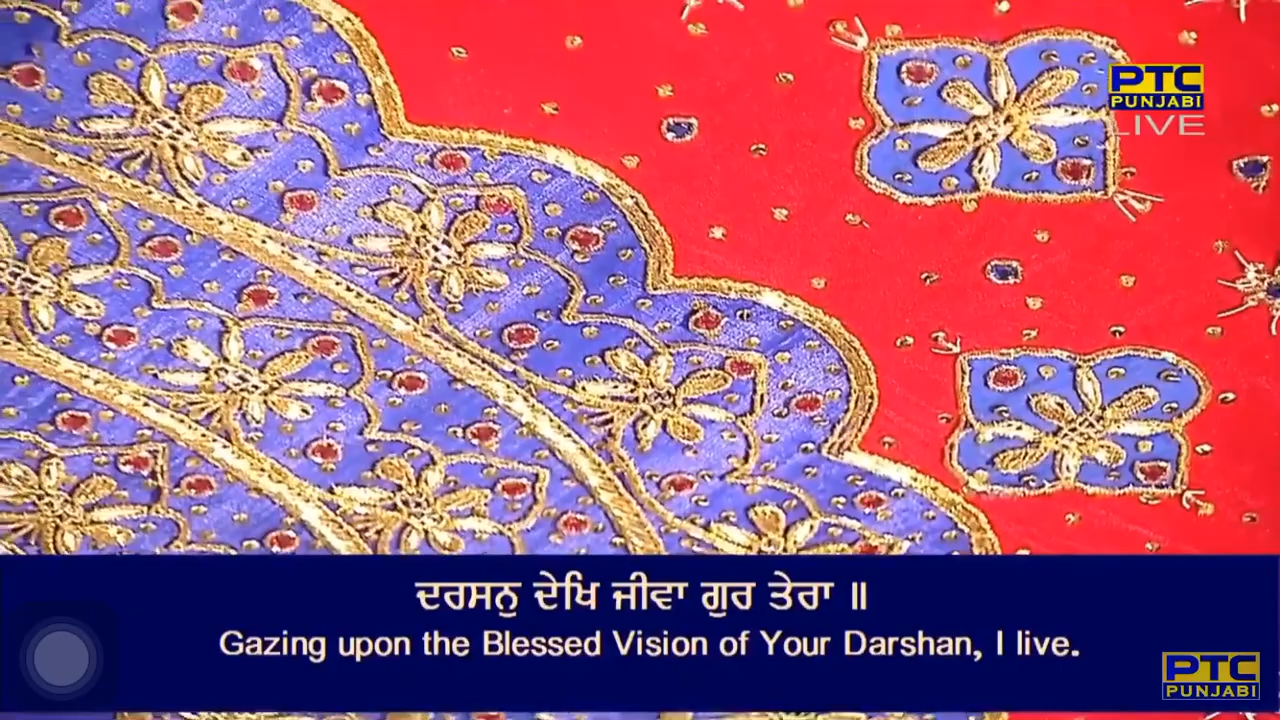 PTC
PUNJABI
LIVE
ਦਰਸਨੁ ਦੇਖਿ ਜੀਵਾ ਗੁਰ ਤੇਰਾ ॥
Gazing upon the Blessed Vision of Your Darshan, I live.
PTC
PUNJABI